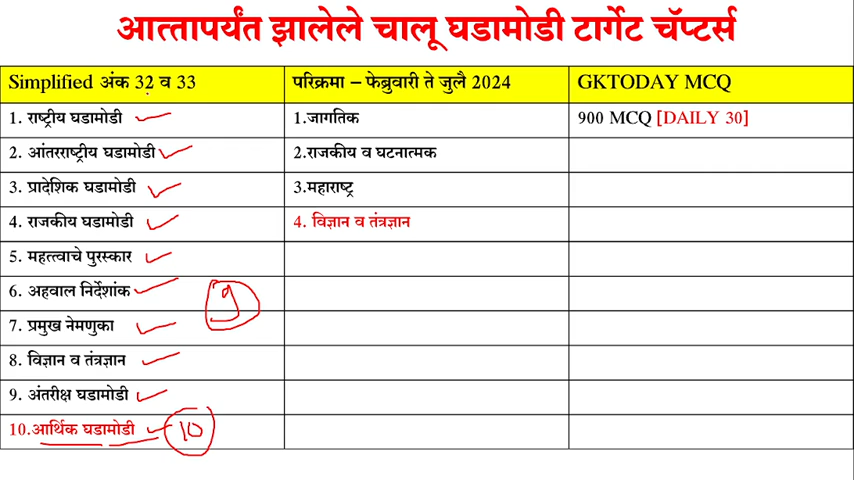 आत्तापर्यंत झालेले चालू घडामोडी टार्गेट चॅप्टर्स
Simplified अंक 32 व 33
परिक्रमा – फेब्रुवारी ते जुलै 2024
GKTODAY MCQ
1. राष्ट्रीय घडामोडी
1.जागतिक
900 MCQ [DAILY 30]
2. आंतरराष्ट्रीय घडामोडी
2.राजकीय व घटनात्मक
3. प्रादेशिक घडामोडी
3.महाराष्ट्र
4. राजकीय घडामोडी
4. विज्ञान व तंत्रज्ञान
5. महत्त्वाचे पुरस्कार
6. अहवाल निर्देशांक
9
7. प्रमुख नेमणुका
8. विज्ञान व तंत्रज्ञान
9. अंतरीक्ष घडामोडी
10.आर्थिक घडामोडी
10